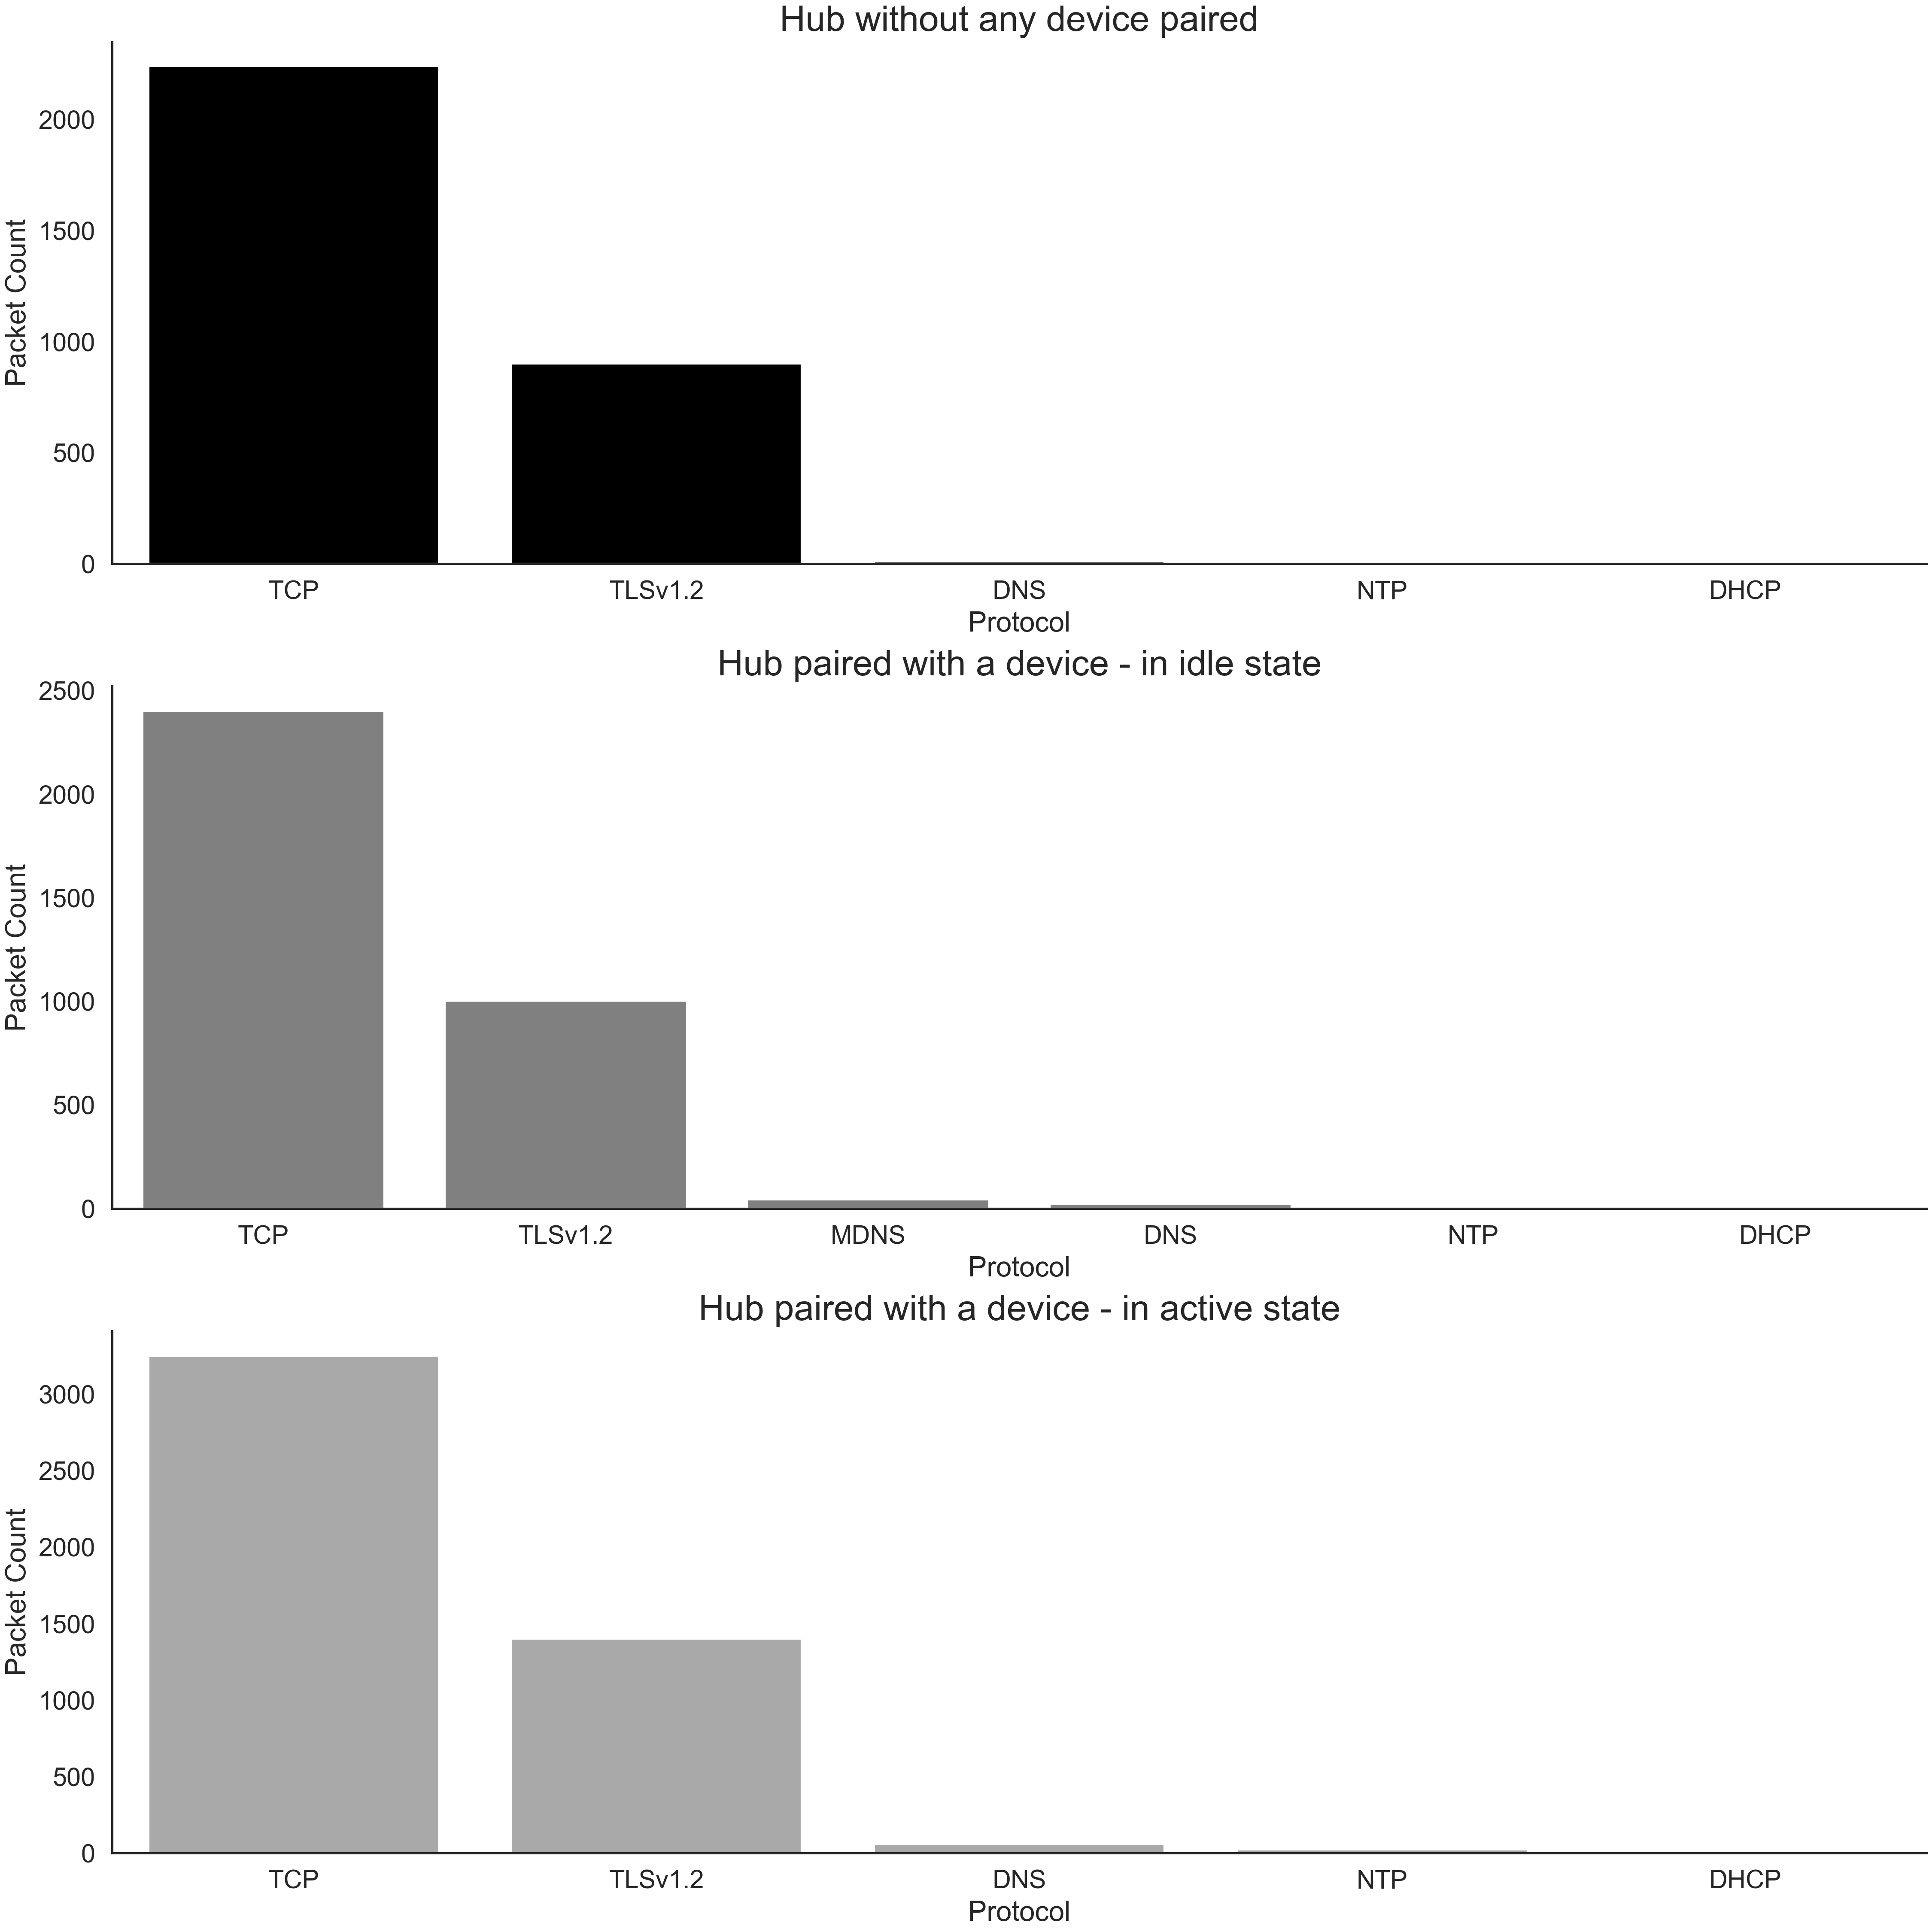 Hub without any device paired
Packet Count
2000
1500
1000
500
0
TCP TLSv1.2 DNS NTP DHCP
Protocol
Hub paired with a device - in idle state
Packet Count
2500
2000
1500
1000
500
0
TCP TLSv1.2 MDNS DNS NTP DHCP
Protocol
Hub paired with a device - in active state
Packet Count
3000
2500
2000
1500
1000
500
0
TCP TLSv1.2 DNS NTP DHCP
Protocol